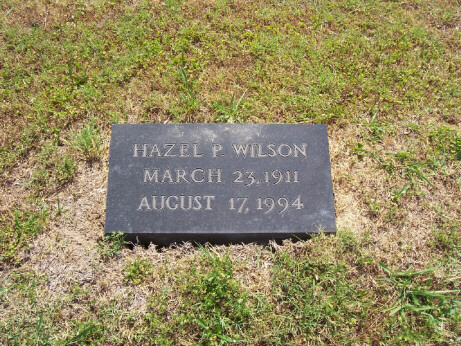 HAZEL P. WILSON
MARCH 23, 1911
AUGUST 17, 1994